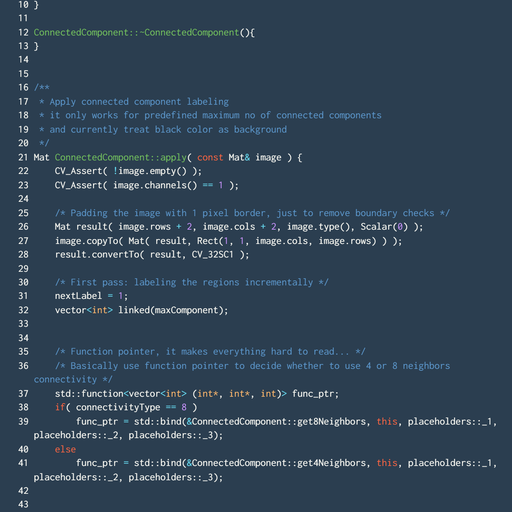 10 }
11
12 ConnectedComponent::~ConnectedComponent(){
13 }
14
15
16 /**
17  * Apply connected component labeling
18  * it only works for predefined maximum no of connected components
19  * and currently treat black color as background
20  */
21 Mat ConnectedComponent::apply( const Mat& image ) {
22     CV_Assert( !image.empty() );
23     CV_Assert( image.channels() == 1 );
24
25     /* Padding the image with 1 pixel border, just to remove boundary checks */
26     Mat result( image.rows + 2, image.cols + 2, image.type(), Scalar(0) );
27     image.copyTo( Mat( result, Rect(1, 1, image.cols, image.rows) ) );
28     result.convertTo( result, CV_32SC1 );
29
30     /* First pass: labeling the regions incrementally */
31     nextLabel = 1;
32     vector<int> linked(maxComponent);
33
34
35     /* Function pointer, it makes everything hard to read... */
36     /* Basically use function pointer to decide whether to use 4 or 8 neighbors
connectivity */
37     std::function<vector<int> (int*, int*, int)> func_ptr;
38     if( connectivityType == 8 )
39         func_ptr = std::bind(&ConnectedComponent::get8Neighbors, this, placeholders::_1,
placeholders::_2, placeholders::_3);
40     else
41         func_ptr = std::bind(&ConnectedComponent::get4Neighbors, this, placeholders::_1,
placeholders::_2, placeholders::_3);
42
43